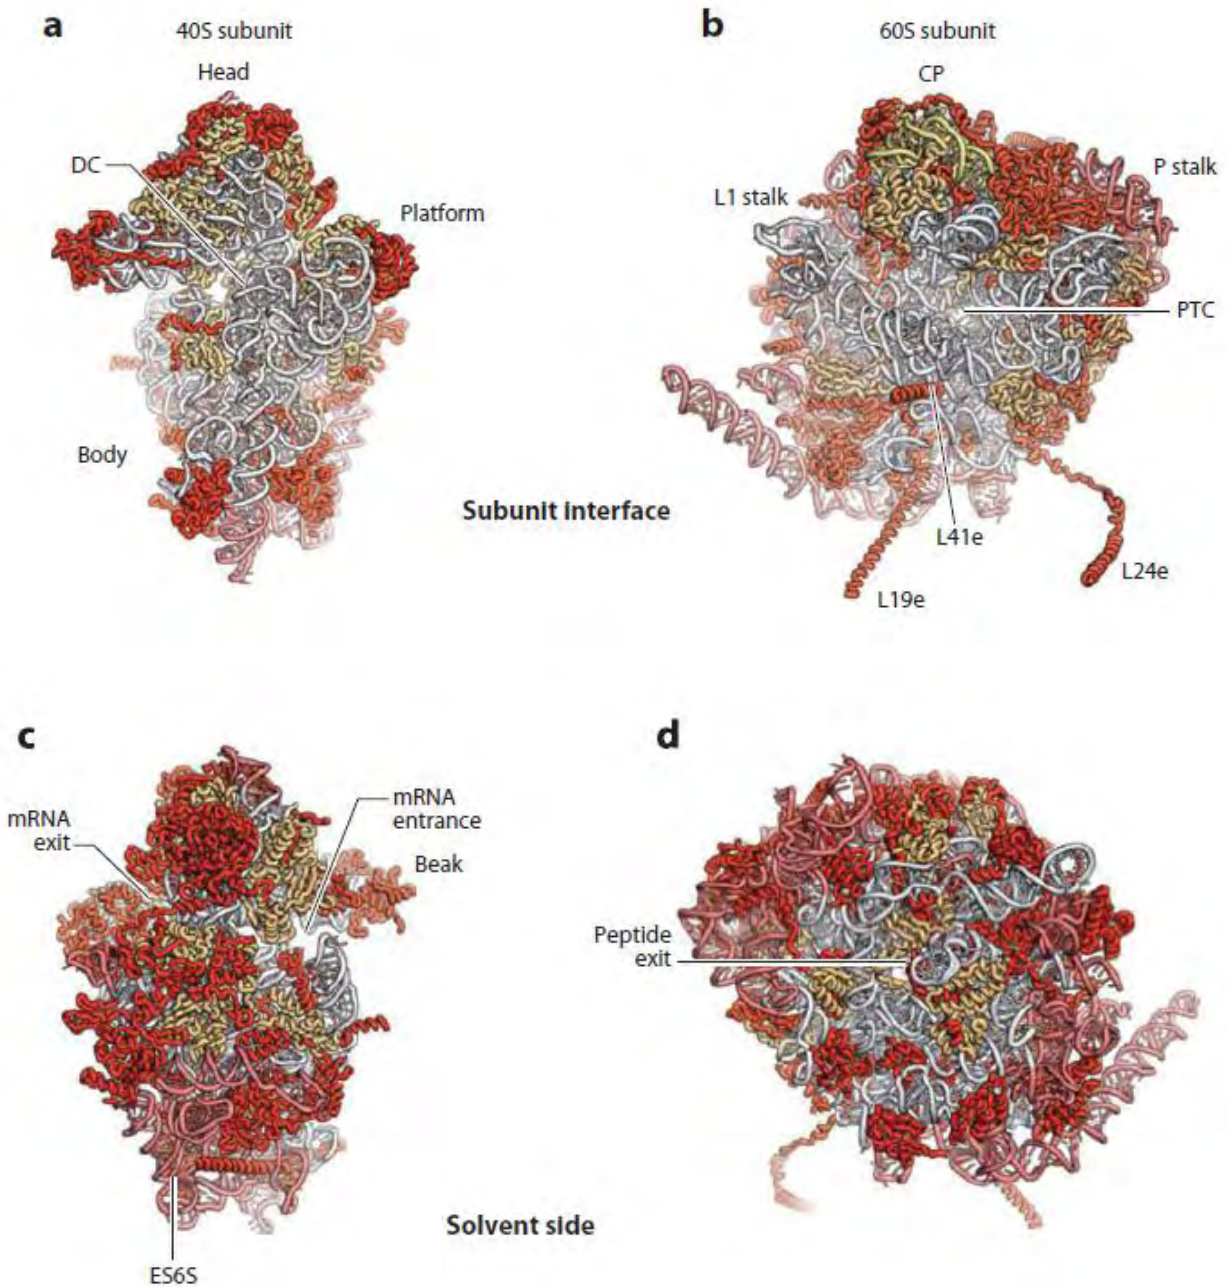 a
40S subunit
Head
DC
Platform
Body
b
60S subunit
CP
P stalk
L1 stalk
PTC
L41e
L24e
L19e
Subunit interface
c
mRNA
exit
mRNA
entrance
Beak
ES6S
d
Peptide
exit
Solvent side